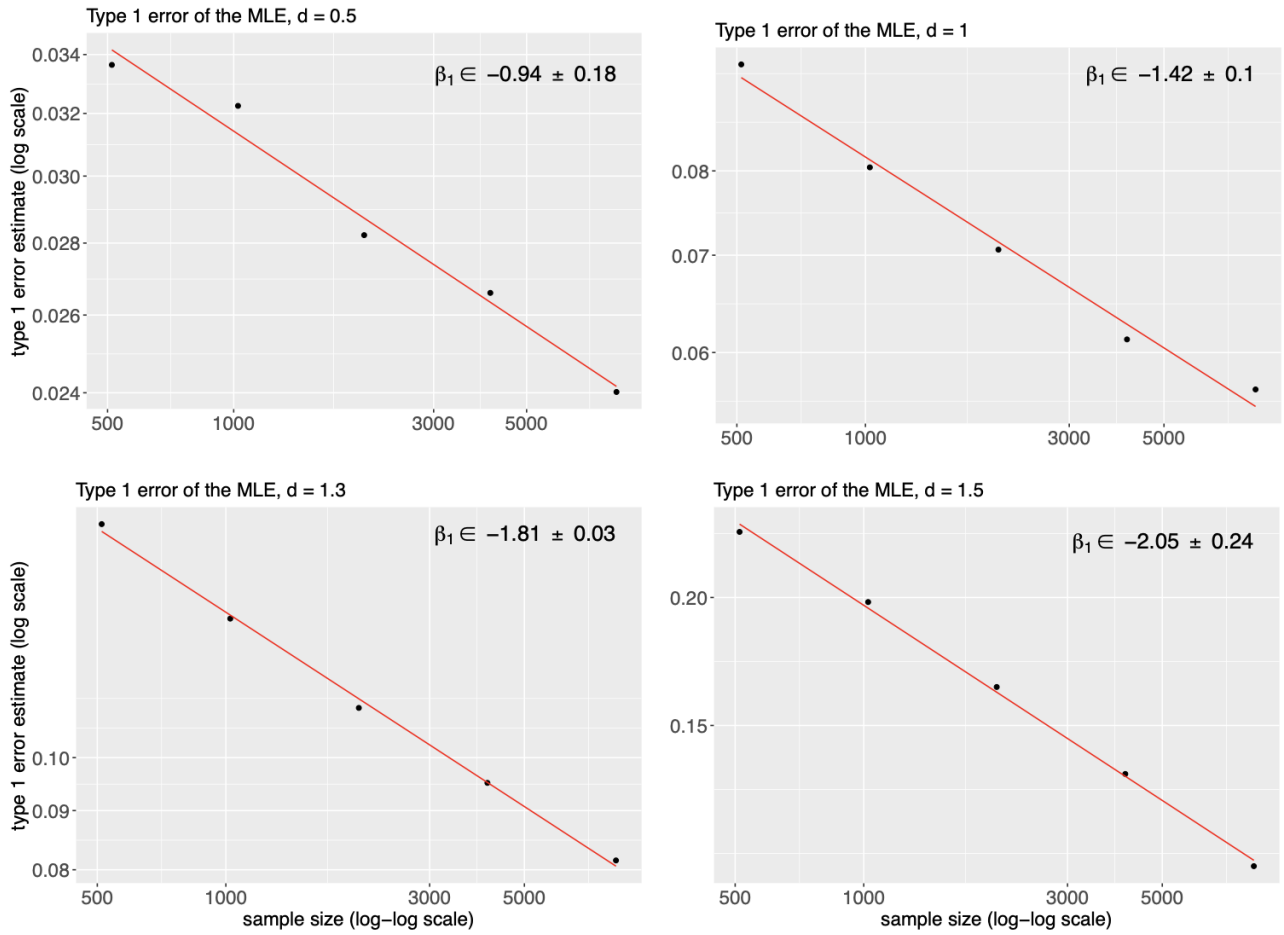 Type 1 error of the MLE, d = 0.5
type 1 error estimate (log scale)
0.034
0.032
0.030
0.028
0.026
0.024
β₁ ∈ −0.94 ± 0.18
500 1000 3000 5000
Type 1 error of the MLE, d = 1
0.08
0.07
0.06
β₁ ∈ −1.42 ± 0.1
500 1000 3000 5000
Type 1 error of the MLE, d = 1.3
type 1 error estimate (log scale)
0.10
0.09
0.08
β₁ ∈ −1.81 ± 0.03
500 1000 3000 5000
sample size (log−log scale)
Type 1 error of the MLE, d = 1.5
0.20
0.15
β₁ ∈ −2.05 ± 0.24
500 1000 3000 5000
sample size (log−log scale)